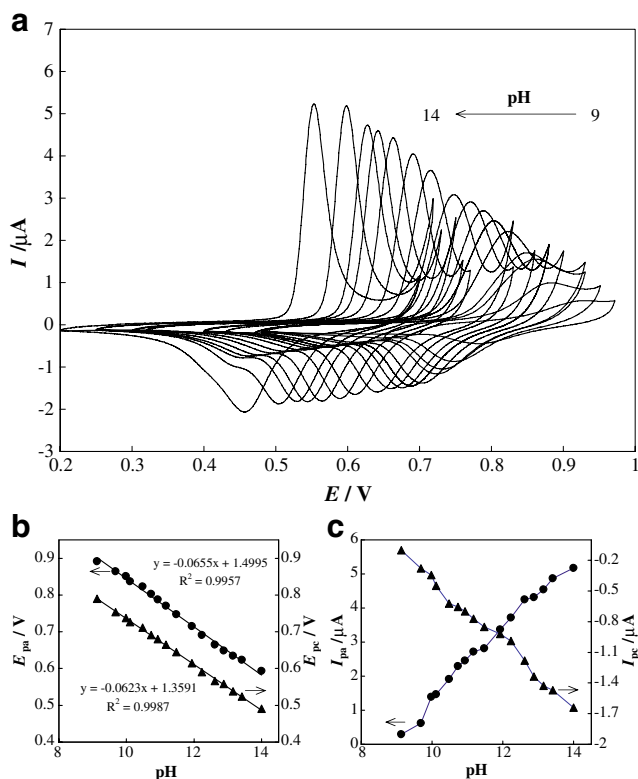 a
7
6
5
4
3
2
1
0
-1
-2
-3
I /µA
pH
14
9
0.2 0.3 0.4 0.5 0.6 0.7 0.8 0.9 1
E / V
b
0.9
0.8
0.7
0.6
0.5
0.4
E pa / V
y = -0.0655x + 1.4995
R² = 0.9957
y = -0.0623x + 1.3591
R² = 0.9987
0.9
0.8
0.7
0.6
0.5
0.4
E pc / V
8 10 12 14
pH
c
6
5
4
3
2
1
0
I pa /µA
-0.2
-0.5
-0.8
-1.1
-1.4
-1.7
-2
I pc /µA
8 10 12 14
pH